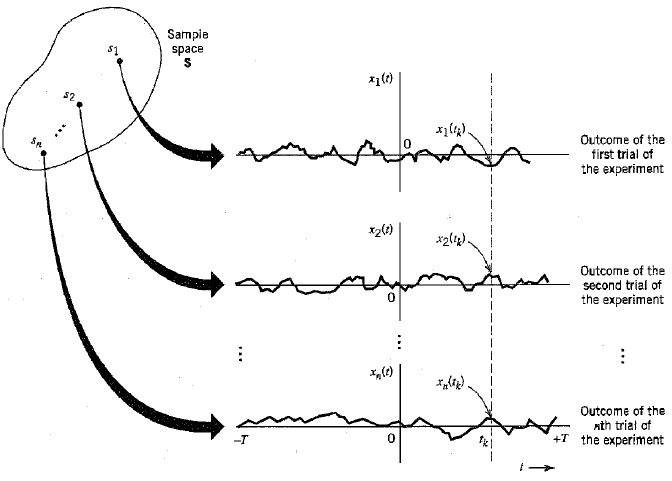 Sample
space
S
s1
s2
sn
x1(t)
0
x1(tk)
Outcome of the
first trial of
the experiment
x2(t)
0
x2(tk)
Outcome of the
second trial of
the experiment
xn(t)
xn(tk)
Outcome of the
nth trial of
the experiment
–T
0
tk
+T
t